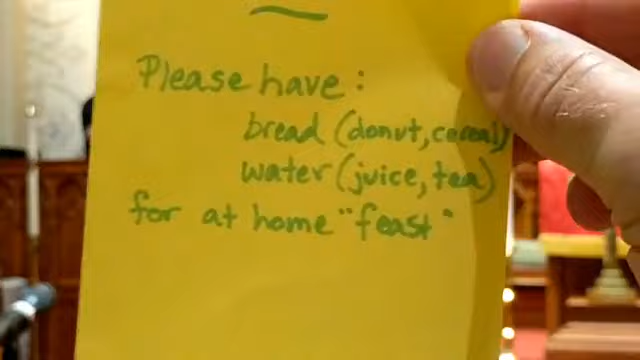 Please have:
bread (donut, cereal)
water (juice, tea)
for at home "feast"